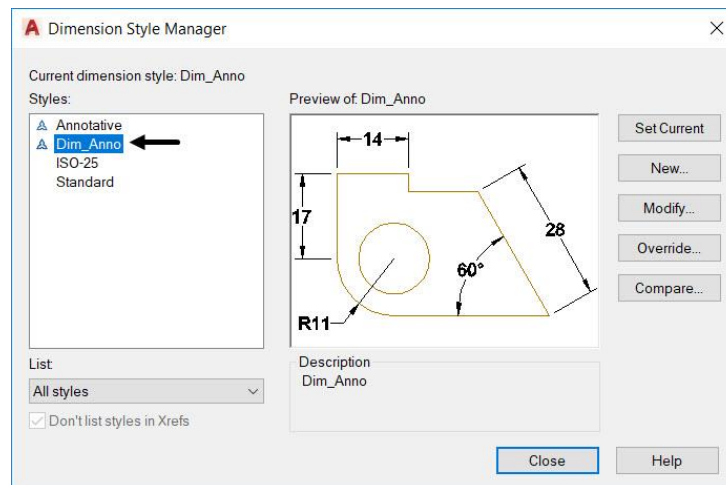 Dimension Style Manager
Current dimension style: Dim_Anno
Styles:
Annotative
Dim_Anno
ISO-25
Standard
List:
All styles
Don't list styles in Xrefs
Preview of: Dim_Anno
14
17
28
60°
R11
Description
Dim_Anno
Set Current
New...
Modify...
Override...
Compare...
Close
Help